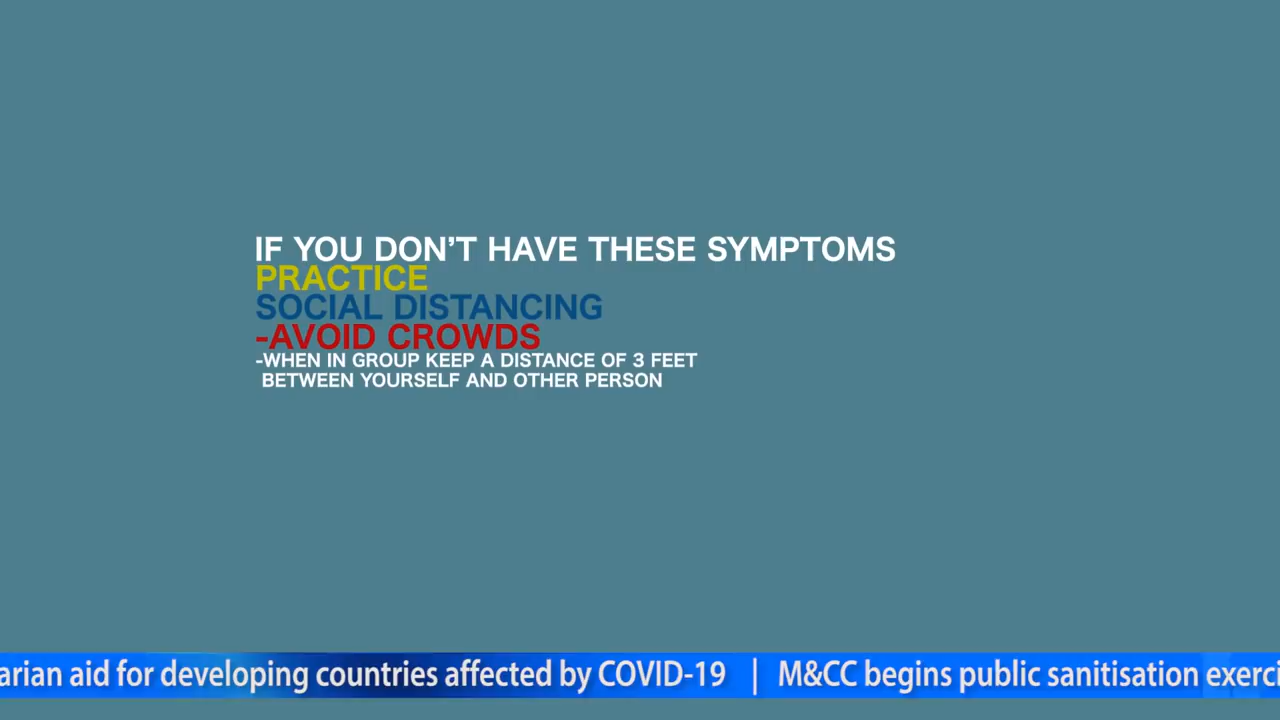 IF YOU DON'T HAVE THESE SYMPTOMS
PRACTICE
SOCIAL DISTANCING
-AVOID CROWDS
-WHEN IN GROUP KEEP A DISTANCE OF 3 FEET
BETWEEN YOURSELF AND OTHER PERSON
arian aid for developing countries affected by COVID-19 | M&CC begins public sanitisation exerci